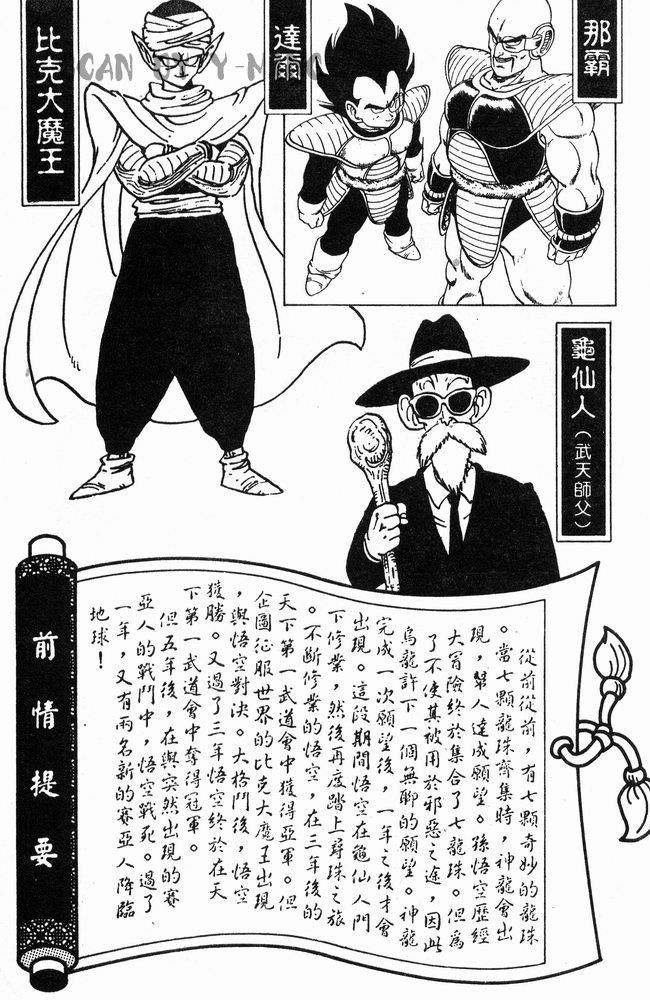 那霸
達爾
比克大魔王
CAN
龜仙人（武天師父）
前情提要
從前從前，有七顆奇妙的龍珠
。當七顆龍珠齊集時，神龍會出
現，幫人達成願望。孫悟空歷經
大冒險終於集合了七龍珠。但為
了不使其被用於邪惡之途，因此
烏龍許下一個無聊的願望。神龍
完成一次願望後，一年之後才會
出現。這段期間悟空在龜仙人門
下修業，然後再度踏上尋珠之旅
。不斷修業的悟空，在三年後的
天下第一武道會中獲得亞軍。但
企圖征服世界的比克大魔王出現
，與悟空對決。大格鬥後，悟空
獲勝。又過了三年悟空終於在天
下第一武道會中奪得冠軍。
但五年後，在與突然出現的賽
亞人的戰鬥中，悟空戰死。過了
一年，又有兩名新的賽亞人降臨
地球！